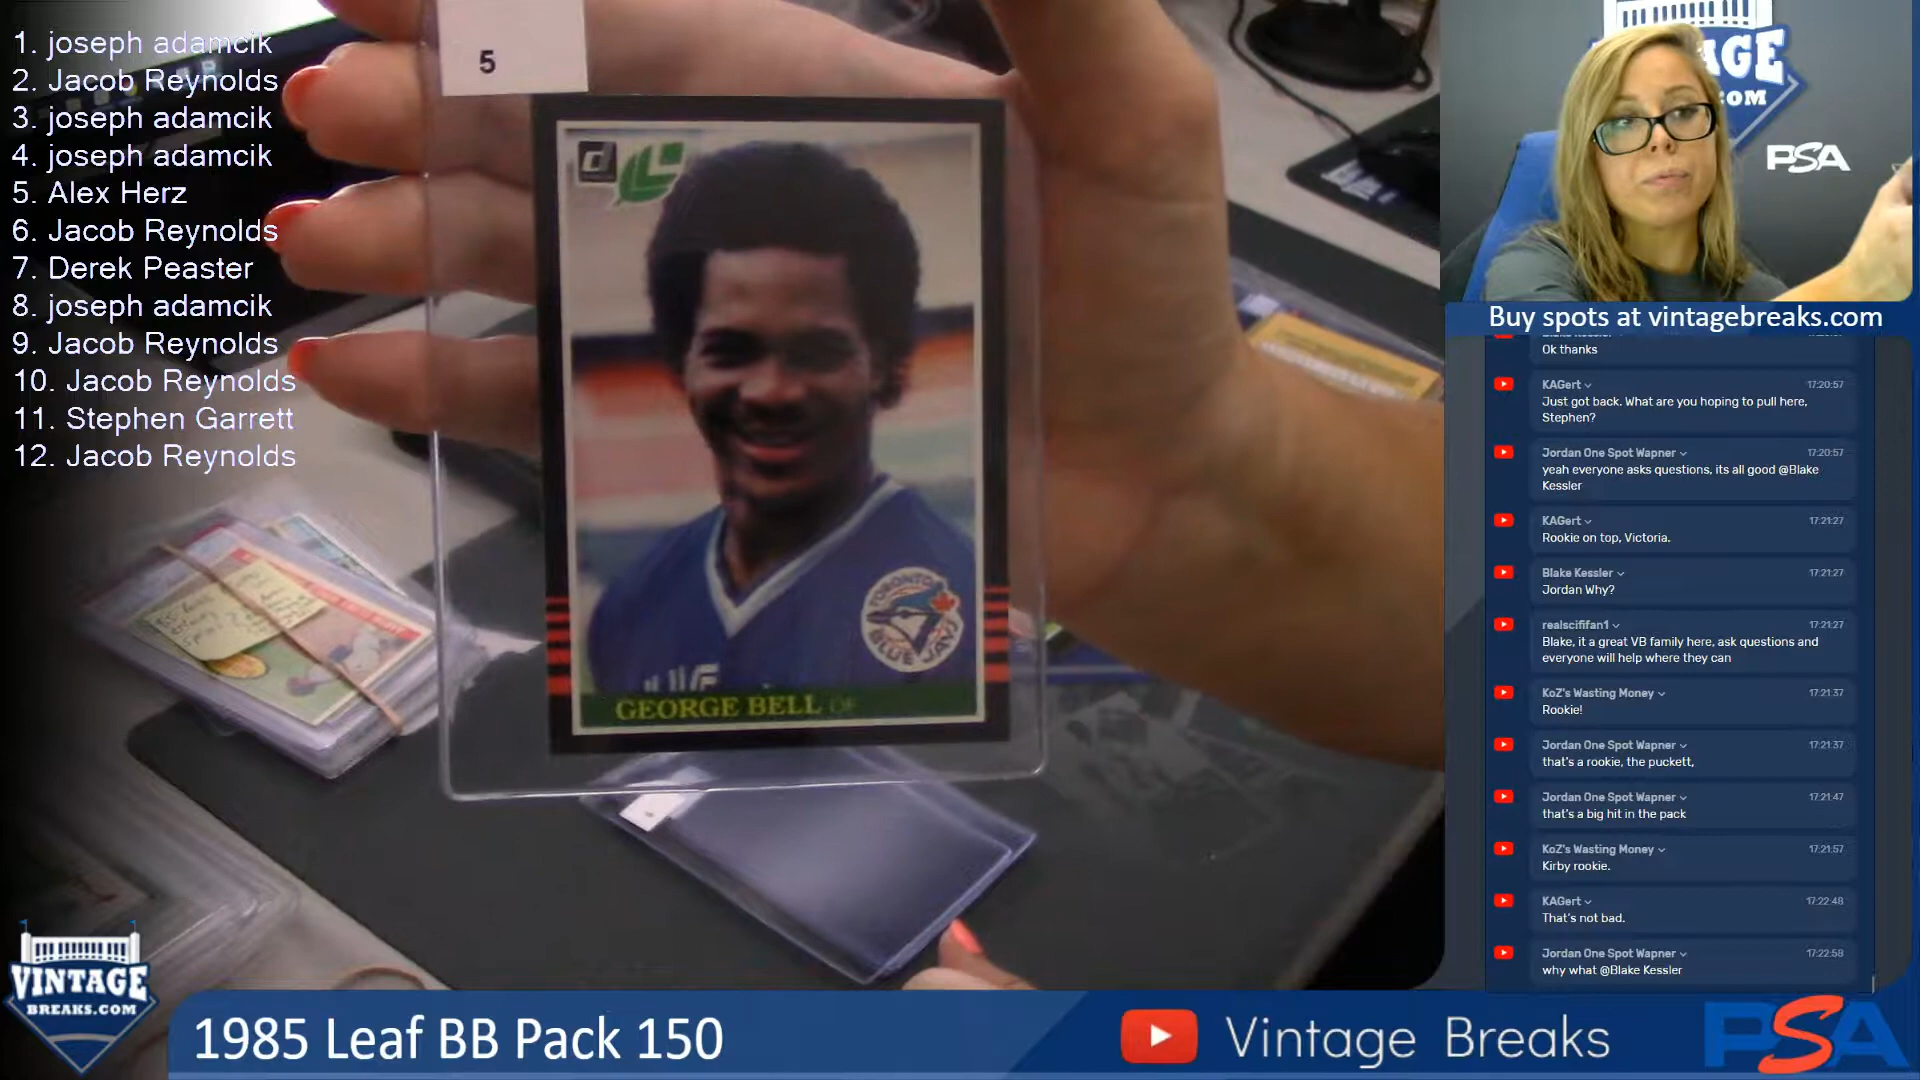 1. joseph adamcik
2. Jacob Reynolds
3. joseph adamcik
4. joseph adamcik
5. Alex Herz
6. Jacob Reynolds
7. Derek Peaster
8. joseph adamcik
9. Jacob Reynolds
10. Jacob Reynolds
11. Stephen Garrett
12. Jacob Reynolds
5
d
TORONTO
BLUE JAYS
GEORGE BELL OF
AGE
.COM
PSA
Buy spots at vintagebreaks.com
Ok thanks
KAGert 17:20:57
Just got back. What are you hoping to pull here,
Stephen?
Jordan One Spot Wapner 17:20:57
yeah everyone asks questions, its all good @Blake
Kessler
KAGert 17:21:27
Rookie on top, Victoria.
Blake Kessler 17:21:27
Jordan Why?
realscififan1 17:21:27
Blake, it a great VB family here, ask questions and
everyone will help where they can
KoZ's Wasting Money 17:21:37
Rookie!
Jordan One Spot Wapner 17:21:37
that's a rookie, the puckett,
Jordan One Spot Wapner 17:21:47
that's a big hit in the pack
KoZ's Wasting Money 17:21:57
Kirby rookie.
KAGert 17:22:48
That's not bad.
Jordan One Spot Wapner 17:22:58
why what @Blake Kessler
VINTAGE
BREAKS.COM
1985 Leaf BB Pack 150
Vintage Breaks
PSA